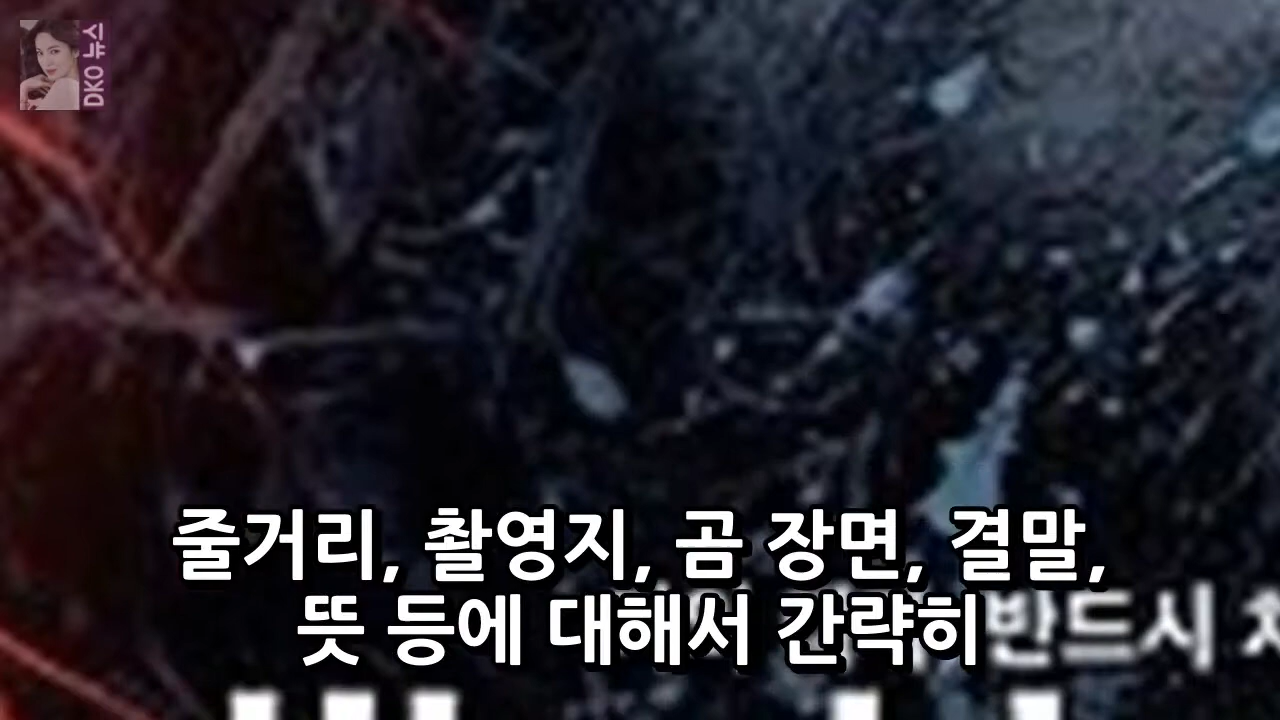 DKO 뉴스
줄거리, 촬영지, 곰 장면, 결말,
뜻 등에 대해서 간략히
반드시